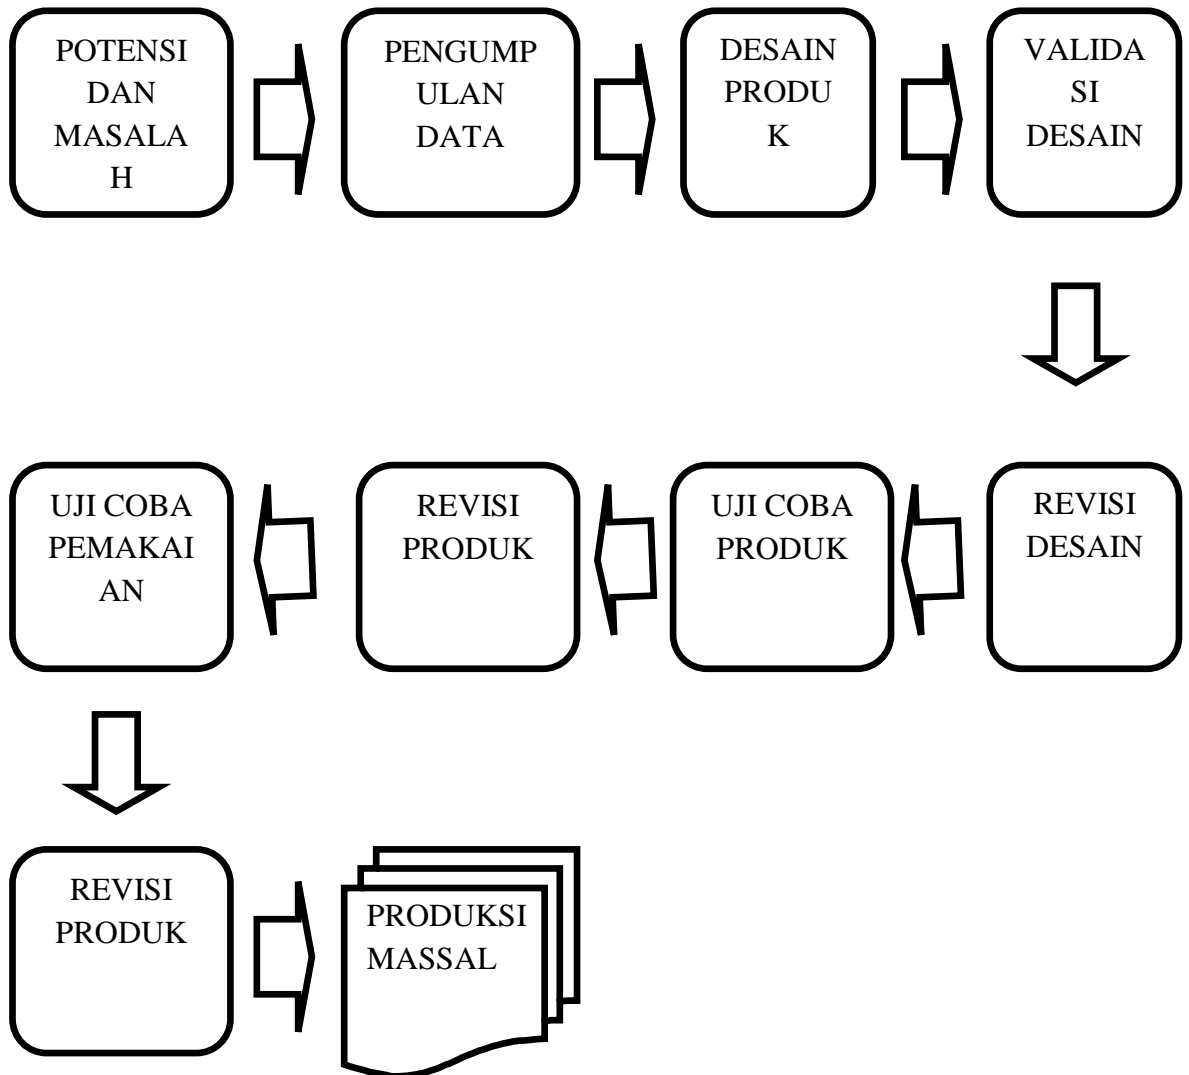 POTENSI
DAN
MASALA
H
PENGUMP
ULAN
DATA
DESAIN
PRODU
K
VALIDA
SI
DESAIN
REVISI
DESAIN
UJI COBA
PRODUK
REVISI
PRODUK
UJI COBA
PEMAKAI
AN
REVISI
PRODUK
PRODUKSI
MASSAL